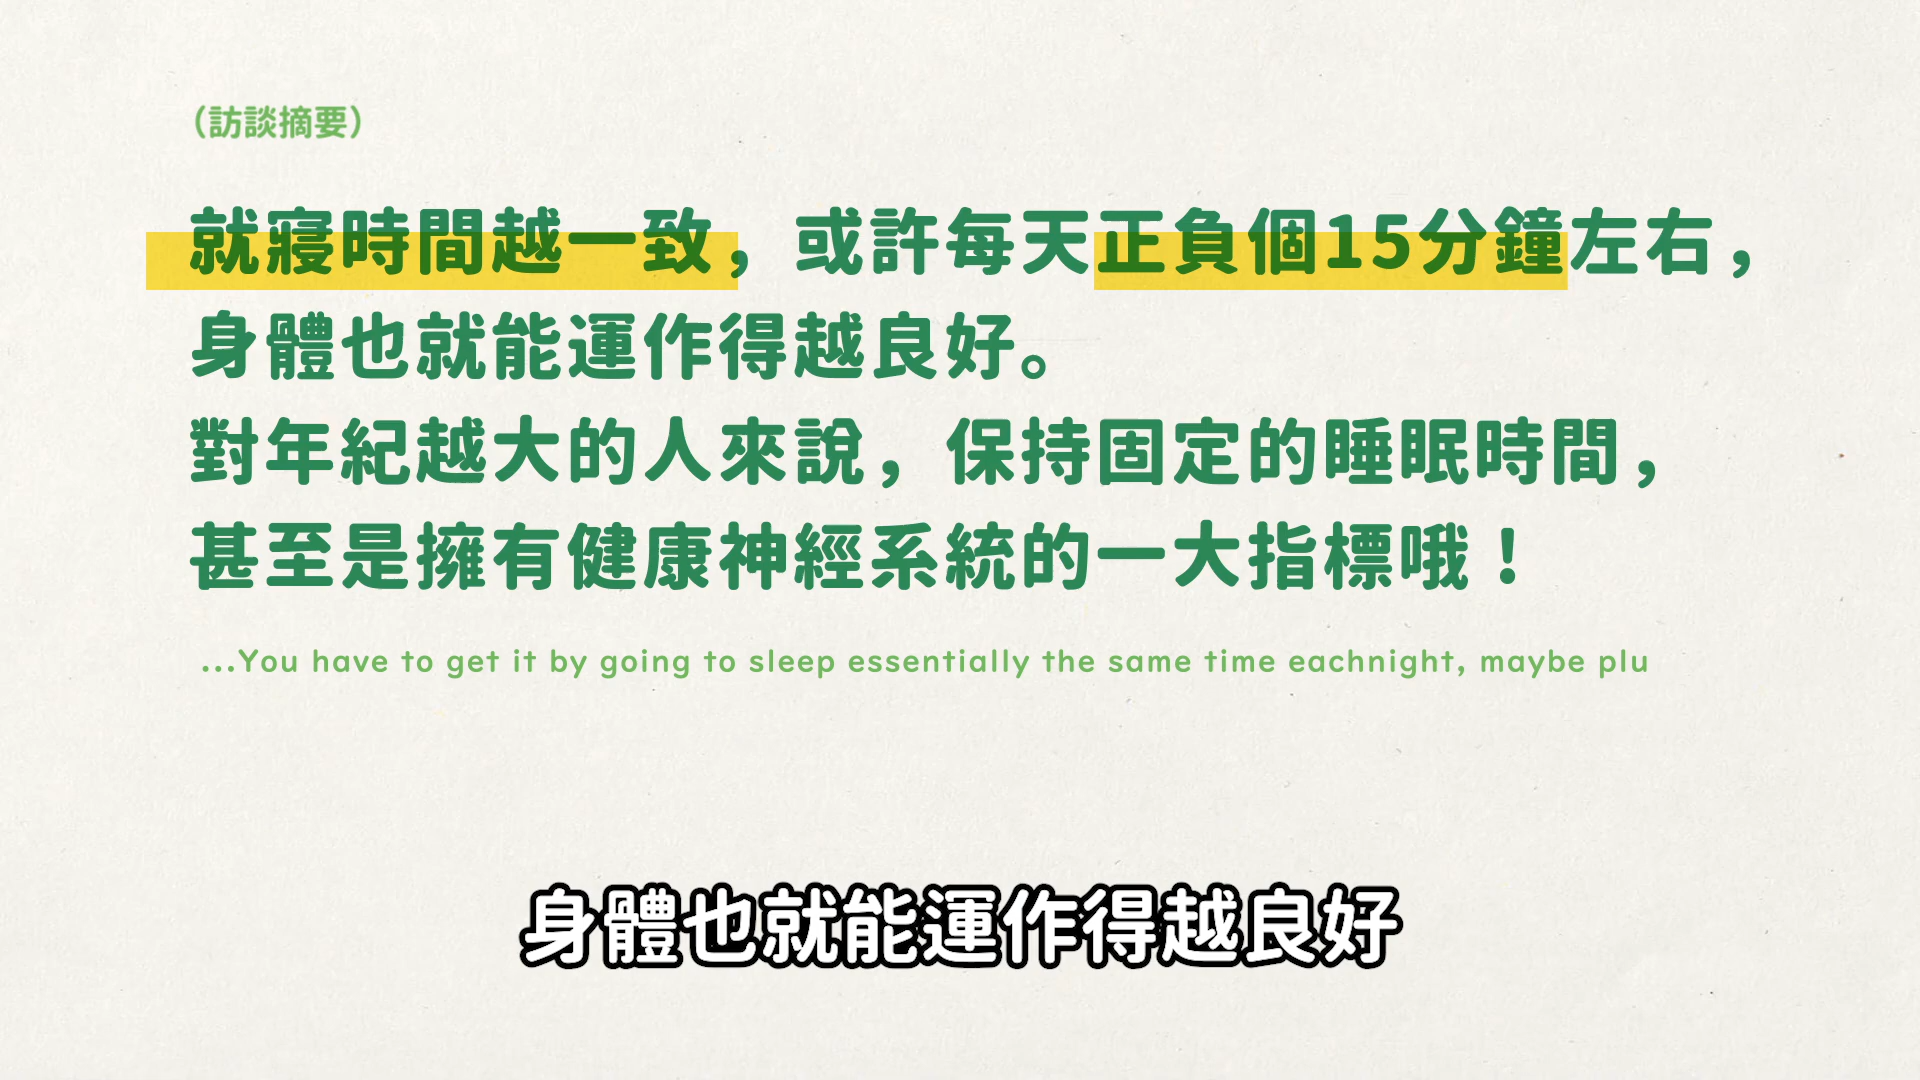 （訪談摘要）
就寢時間越一致，或許每天正負個15分鐘左右，
身體也就能運作得越良好。
對年紀越大的人來說，保持固定的睡眠時間，
甚至是擁有健康神經系統的一大指標哦！
...You have to get it by going to sleep essentially the same time eachnight, maybe plu
身體也就能運作得越良好